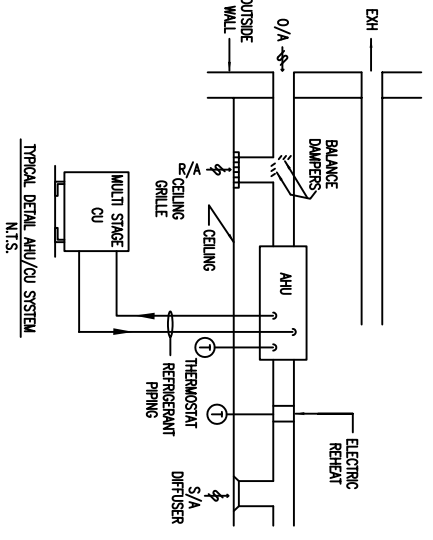 EXH
O/A
OUTSIDE
WALL
BALANCE
DAMPERS
R/A
CEILING
GRILLE
CEILING
AHU
ELECTRIC
REHEAT
MULTI STAGE
CU
REFRIGERANT
PIPING
T
THERMOSTAT
T
S/A
DIFFUSER
TYPICAL DETAIL AHU/CU SYSTEM
N.T.S.